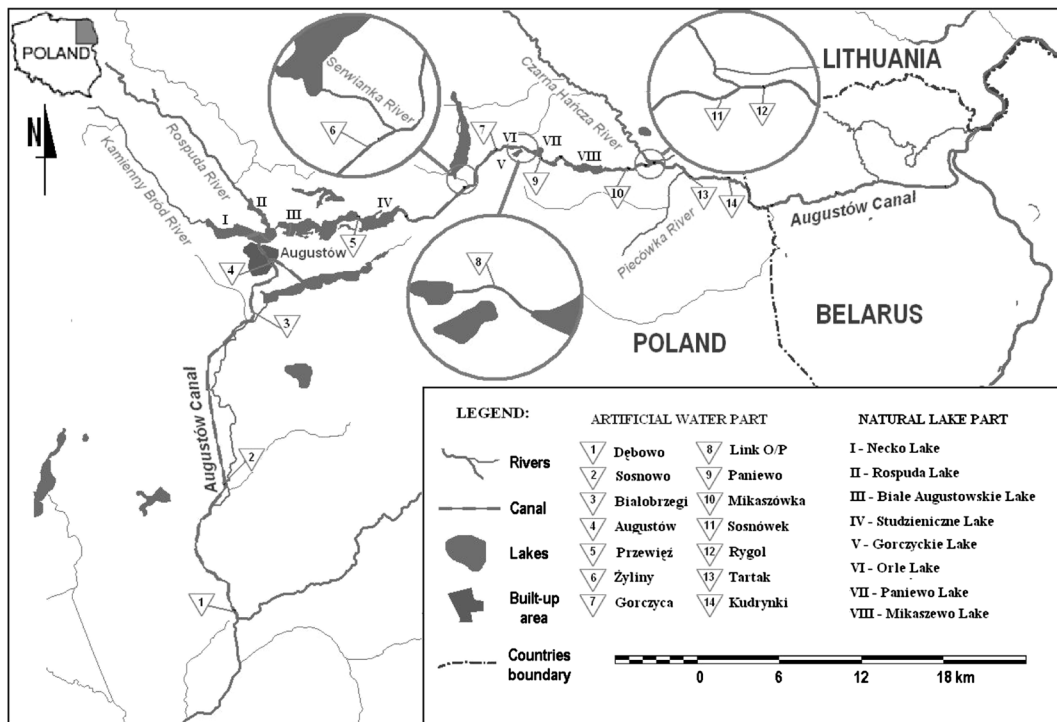 POLAND
N
LITHUANIA
Serwianka River
Czarna Hańcza River
Rospuda River
Kamienny Bród River
6
7
VI
VII
V
VIII
9
10
11
12
13
14
I
II
III
IV
5
4
Augustów
8
3
Piecówka River
Augustów Canal
POLAND
BELARUS
Augustów Canal
2
1
LEGEND:
Rivers
Canal
Lakes
Built-up
area
Countries
boundary
ARTIFICIAL WATER PART
1 Dębowo
2 Sosnowo
3 Białobrzegi
4 Augustów
5 Przewięź
6 Żyliny
7 Gorczyca
8 Link O/P
9 Paniewo
10 Mikaszówka
11 Sosnówek
12 Rygol
13 Tartak
14 Kudrynki
NATURAL LAKE PART
I - Necko Lake
II - Rospuda Lake
III - Białe Augustowskie Lake
IV - Studzieniczne Lake
V - Gorczyckie Lake
VI - Orle Lake
VII - Paniewo Lake
VIII - Mikaszewo Lake
0 6 12 18 km